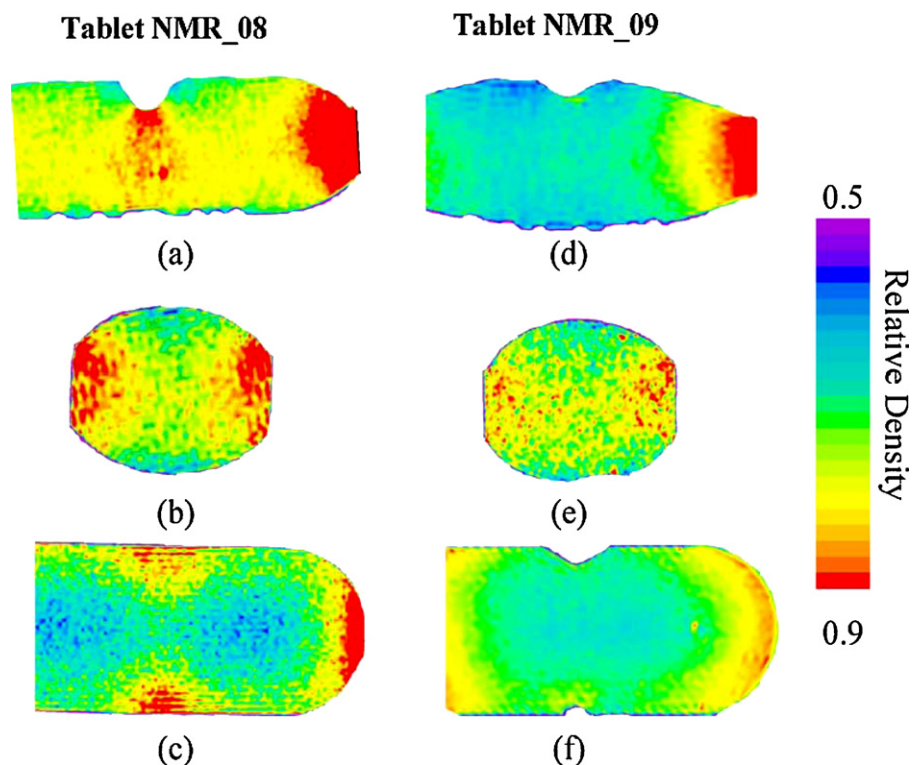 Tablet NMR_08
Tablet NMR_09
(a)
(d)
0.5
Relative Density
(b)
(e)
0.9
(c)
(f)